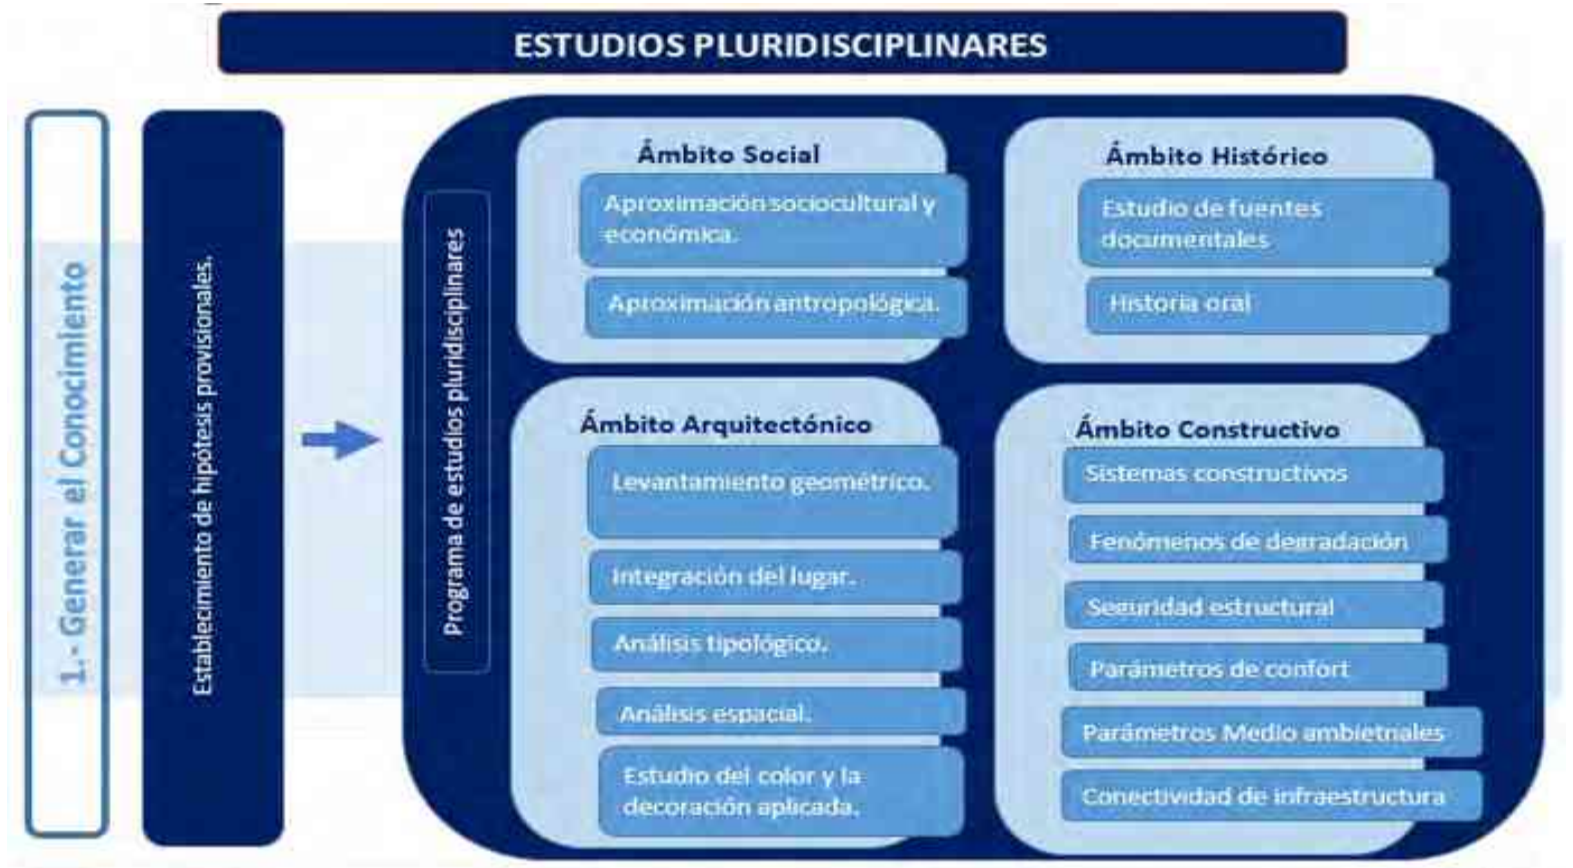 ESTUDIOS PLURIDISCIPLINARES
1.- Generar el Conocimiento
Establecimiento de hipótesis provisionales.
Programa de estudios pluridisciplinares
Ámbito Social
Aproximación sociocultural y
económica.
Aproximación antropológica.
Ámbito Histórico
Estudio de fuentes
documentales
Historia oral
Ámbito Arquitectónico
Levantamiento geométrico.
Integración del lugar.
Análisis tipológico.
Análisis espacial.
Estudio del color y la
decoración aplicada.
Ámbito Constructivo
Sistemas constructivos
Fenómenos de degradación
Seguridad estructural
Parámetros de confort
Parámetros Medio ambietnales
Conectividad de infraestructura